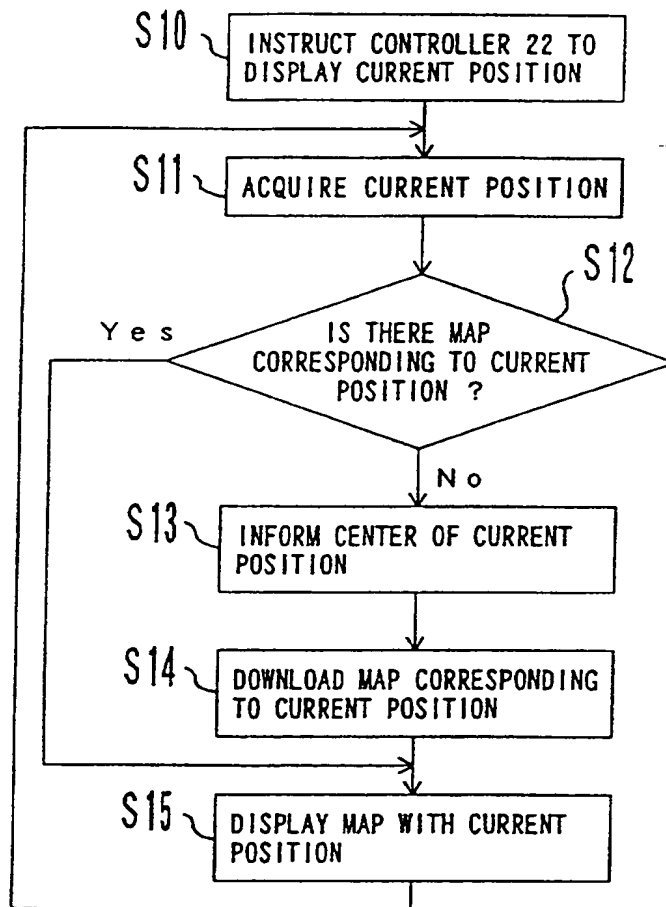 S10
INSTRUCT CONTROLLER 22 TO
DISPLAY CURRENT POSITION
S11
ACQUIRE CURRENT POSITION
S12
Yes
IS THERE MAP
CORRESPONDING TO CURRENT
POSITION ?
No
S13
INFORM CENTER OF CURRENT
POSITION
S14
DOWNLOAD MAP CORRESPONDING
TO CURRENT POSITION
S15
DISPLAY MAP WITH CURRENT
POSITION